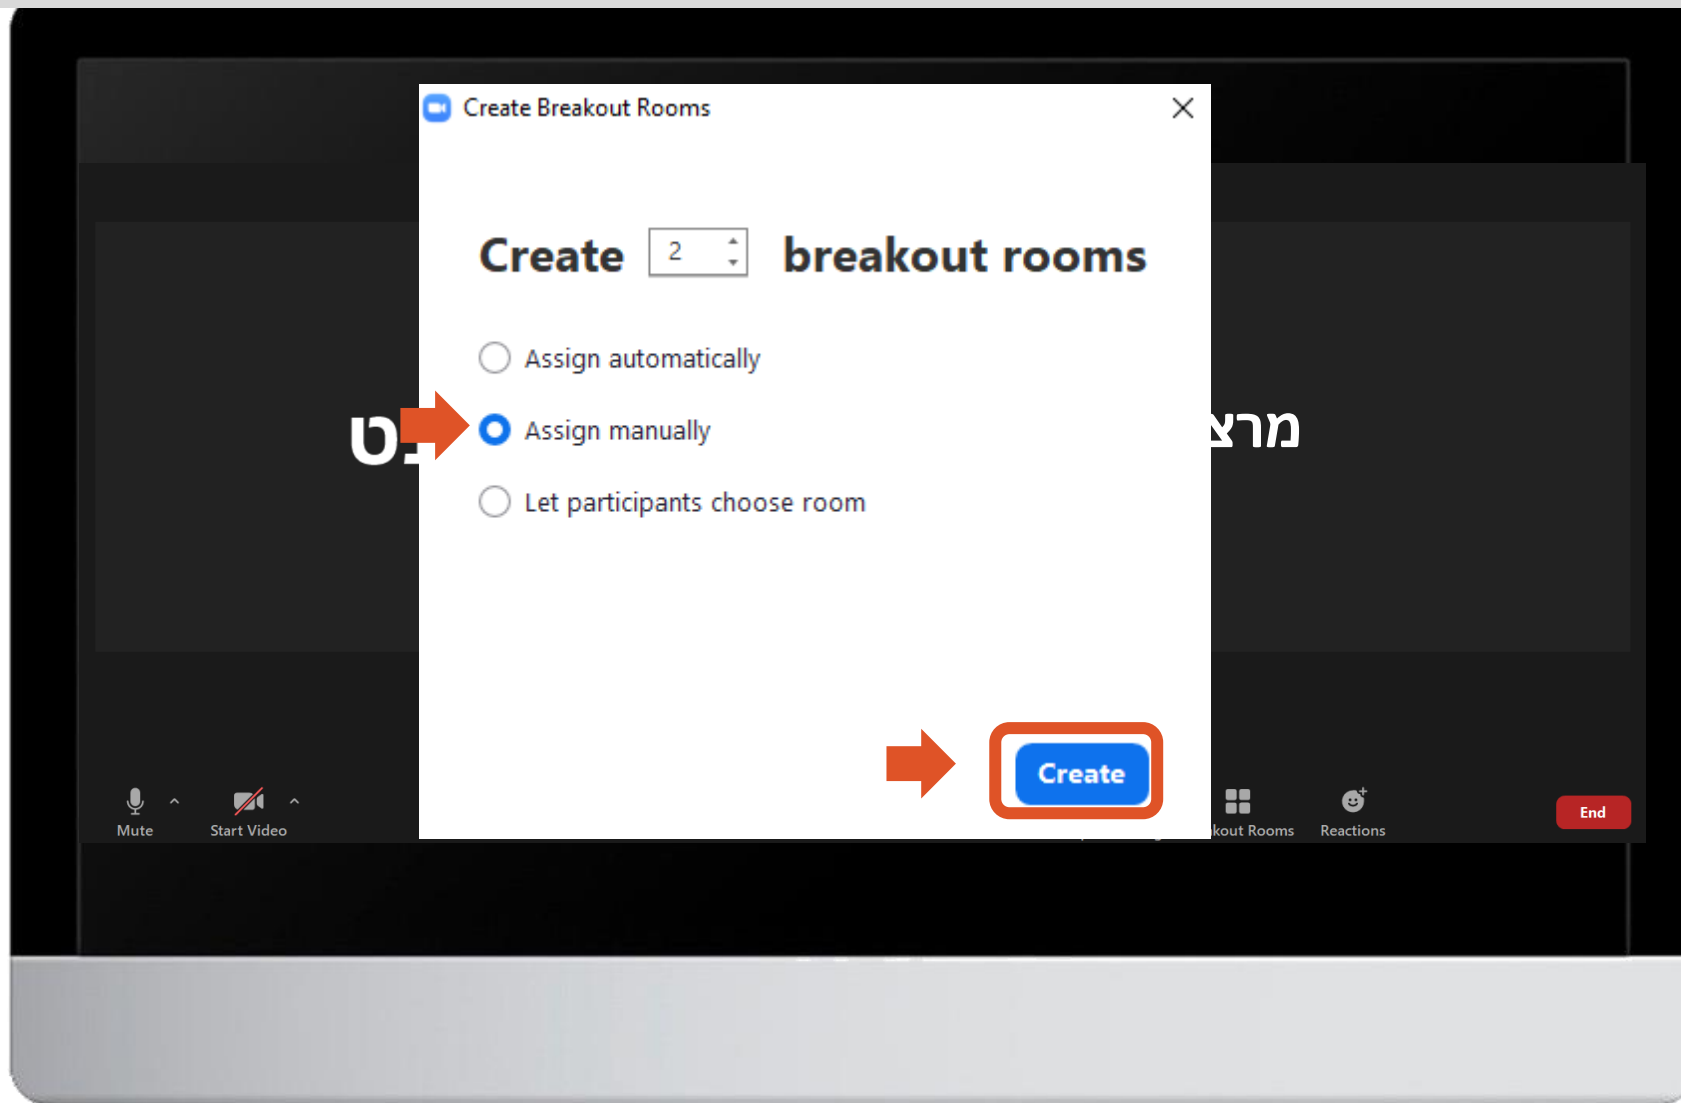 Create Breakout Rooms
Create 2 breakout rooms
Assign automatically
Assign manually
Let participants choose room
Create
Mute
Start Video
Rooms
Reactions
End